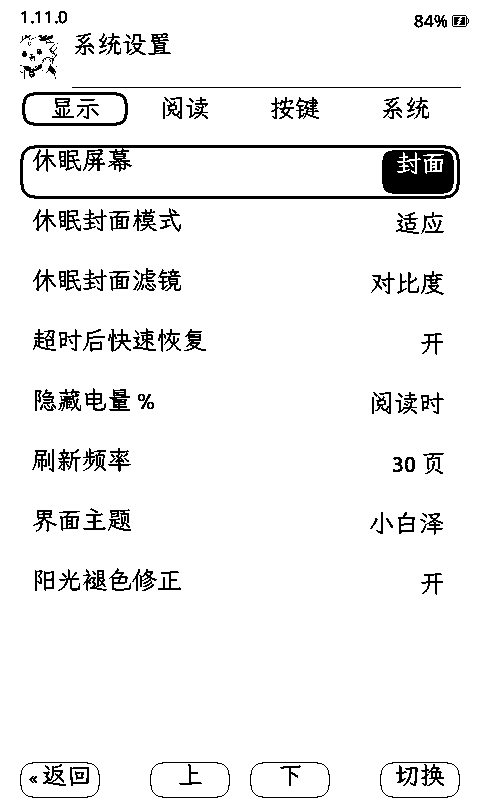 1.11.0
84%
系统设置
显示 阅读 按键 系统
休眠屏幕 封面
休眠封面模式 适应
休眠封面滤镜 对比度
超时后快速恢复 开
隐藏电量 % 阅读时
刷新频率 30 页
界面主题 小白泽
阳光褪色修正 开
« 返回 上 下 切换